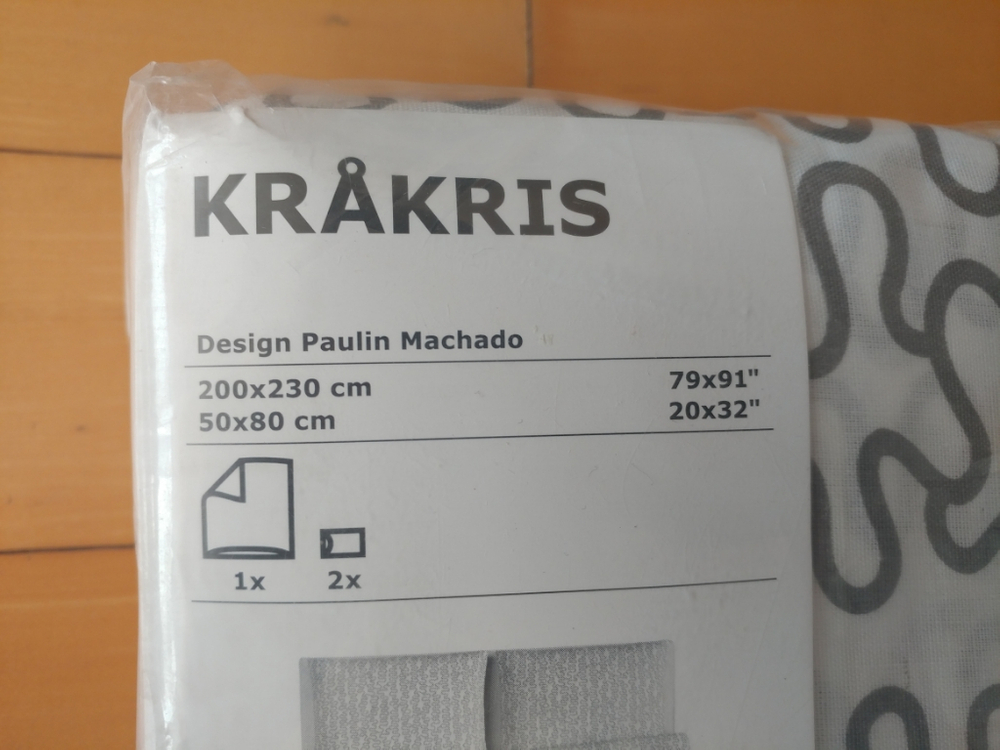 KRÅKRIS
Design Paulin Machado
200x230 cm 79x91"
50x80 cm 20x32"
1x 2x